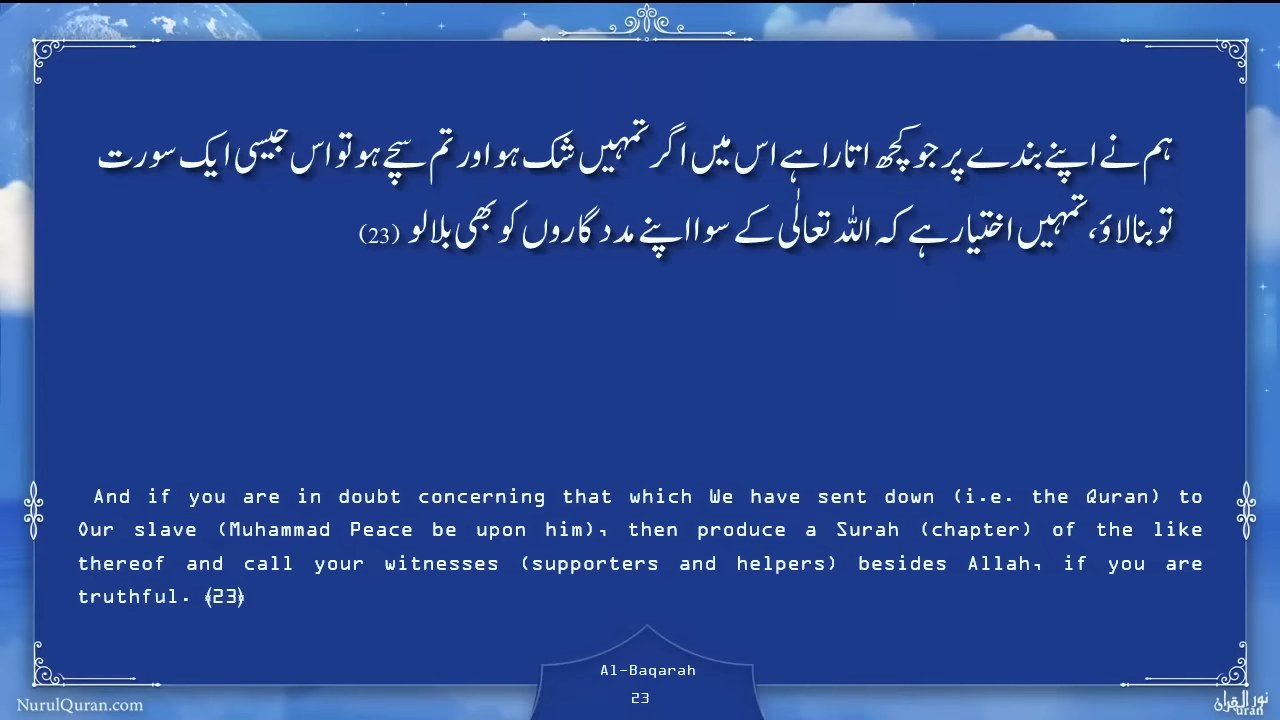 ہم نے اپنے بندے پر جو کچھ اتارا ہے اس میں اگر تمہیں شک ہو اور تم سچے ہو تو اس جیسی ایک سورت
تو بنا لاؤ، تمہیں اختیار ہے کہ اللہ تعالٰی کے سوا اپنے مددگاروں کو بھی بلا لو (23)
And if you are in doubt concerning that which We have sent down (i.e. the Quran) to
Our slave (Muhammad Peace be upon him), then produce a Surah (chapter) of the like
thereof and call your witnesses (supporters and helpers) besides Allah, if you are
truthful. ﴾23﴿
Al-Baqarah
23
NurulQuran.com
نور القرآن
uran